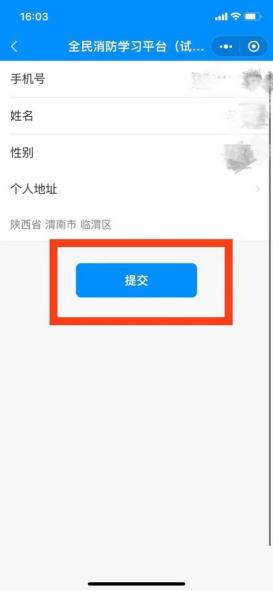 16:03
全民消防学习平台（试...
手机号
姓名
性别
个人地址
陕西省 渭南市 临渭区
提交